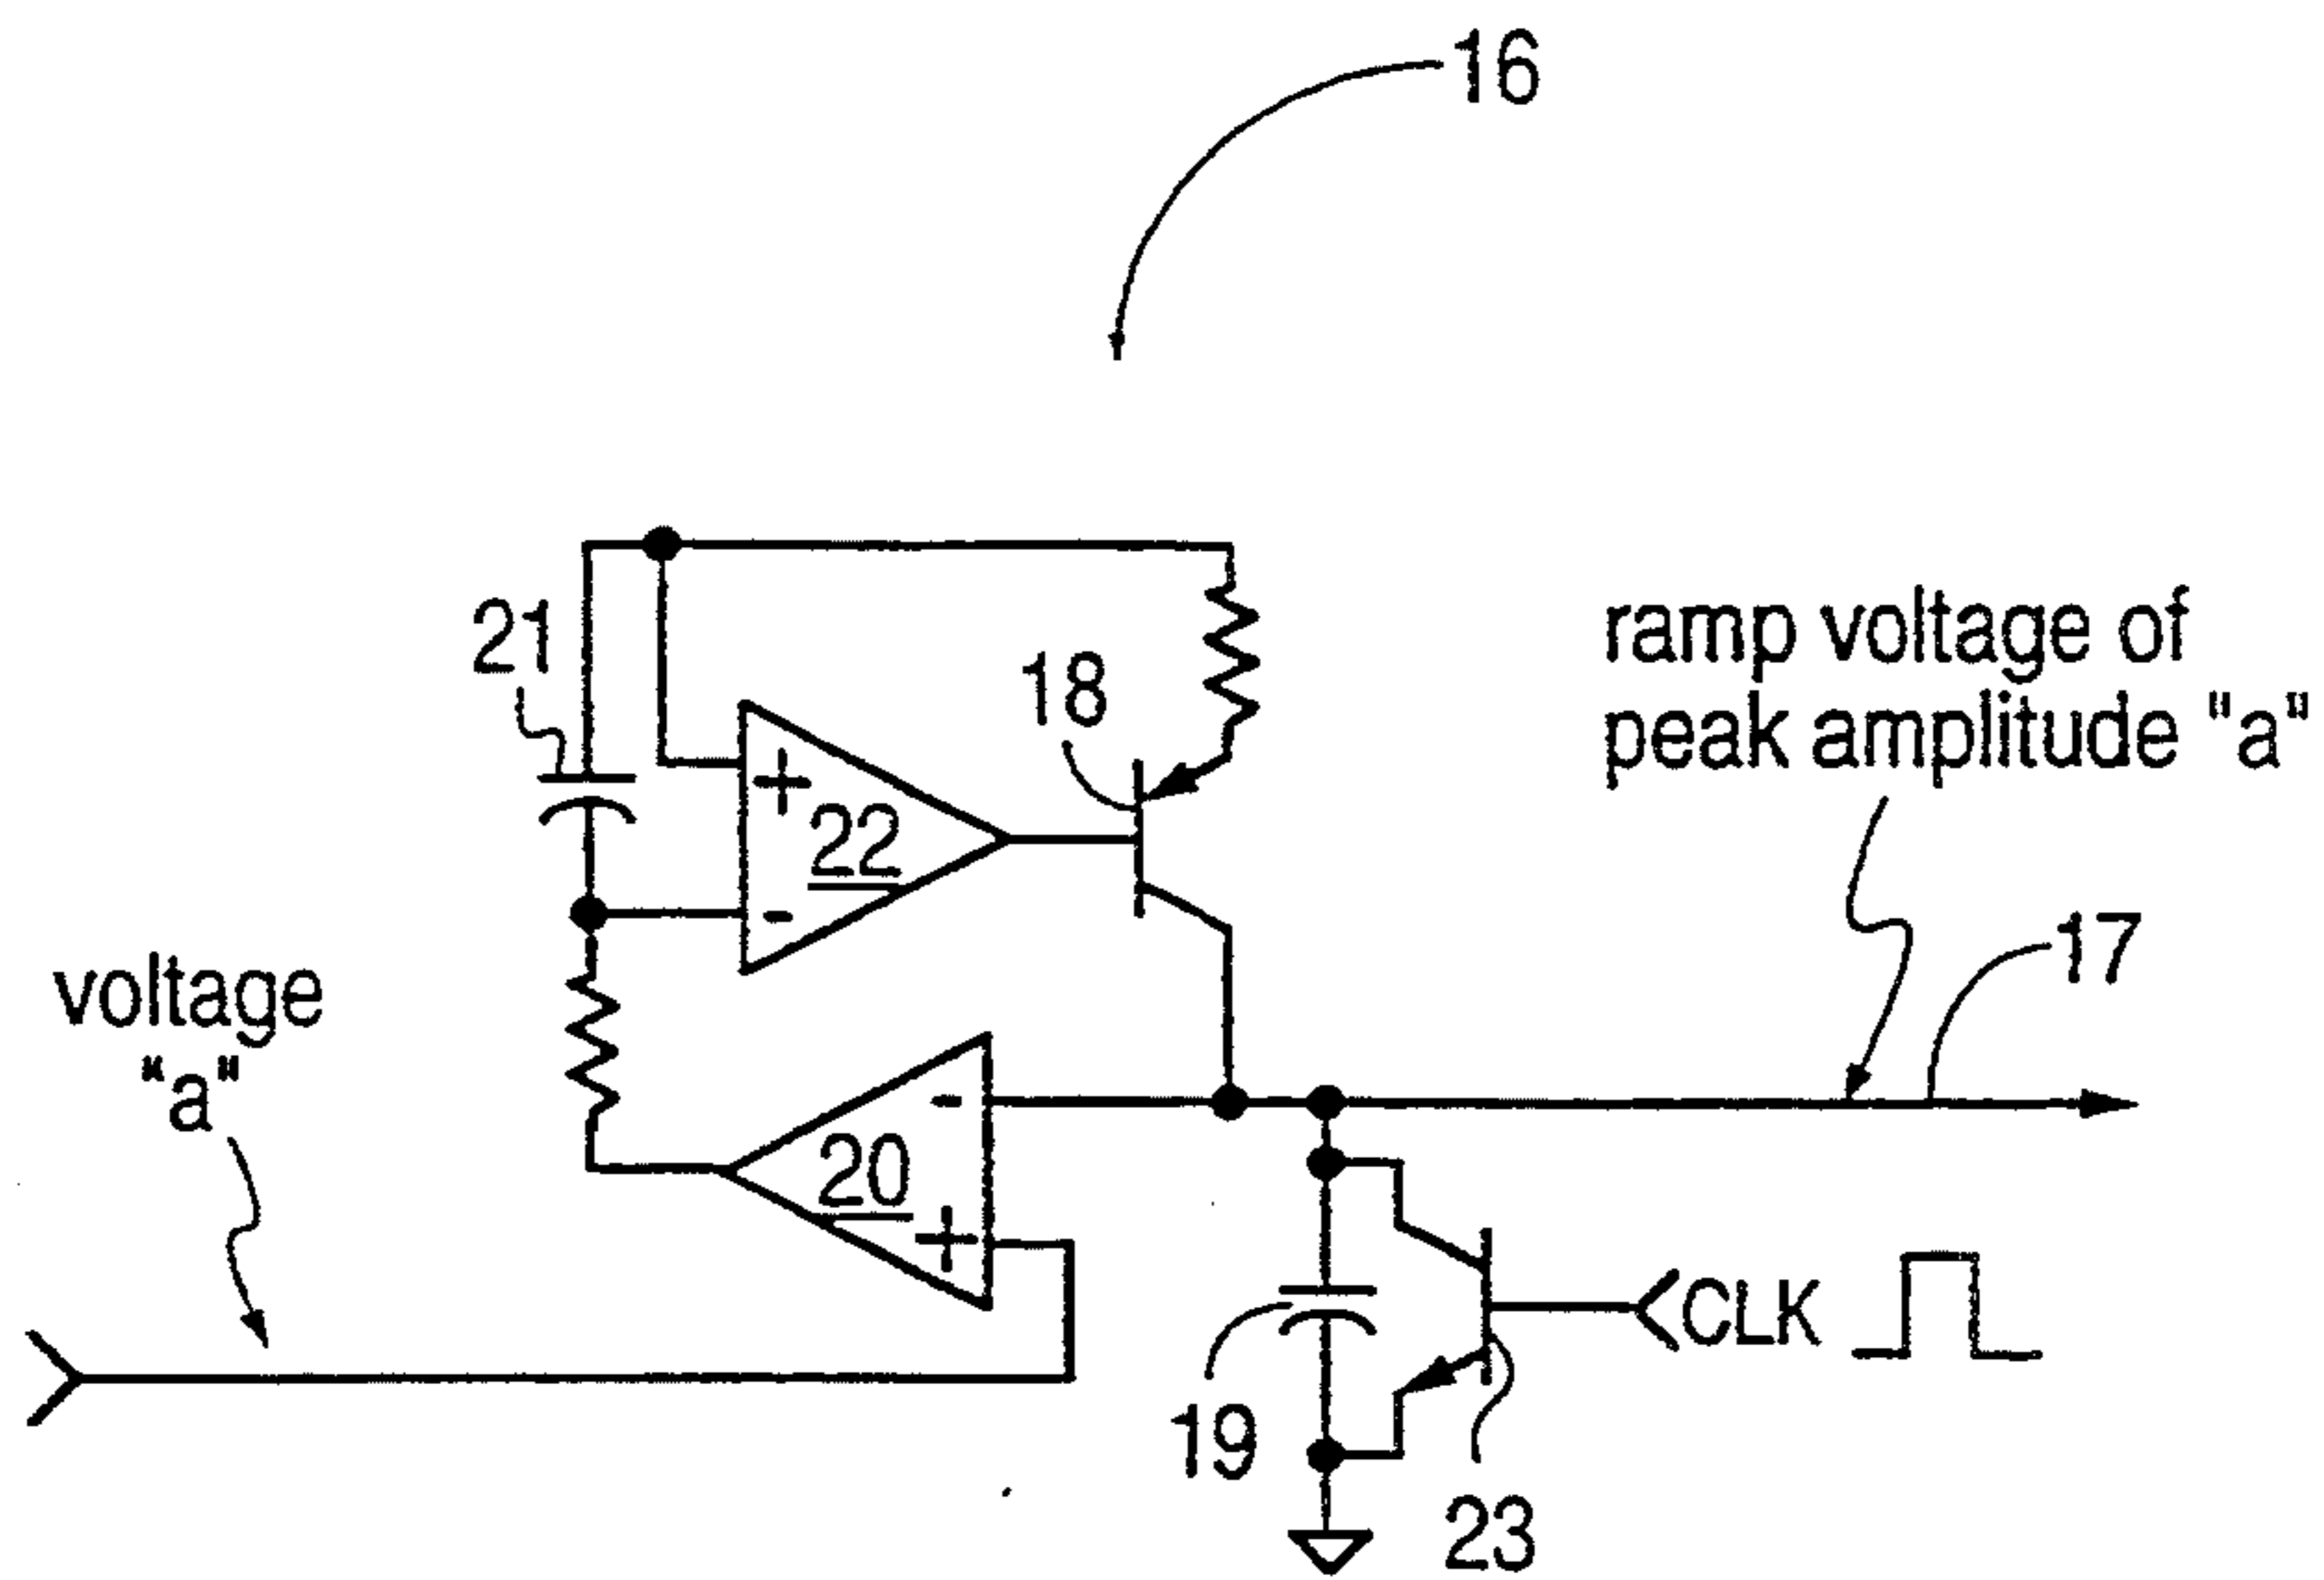 16
21
18
ramp voltage of
peak amplitude "a"
+
22
-
17
voltage
"a"
-
20
+
CLK
19
23